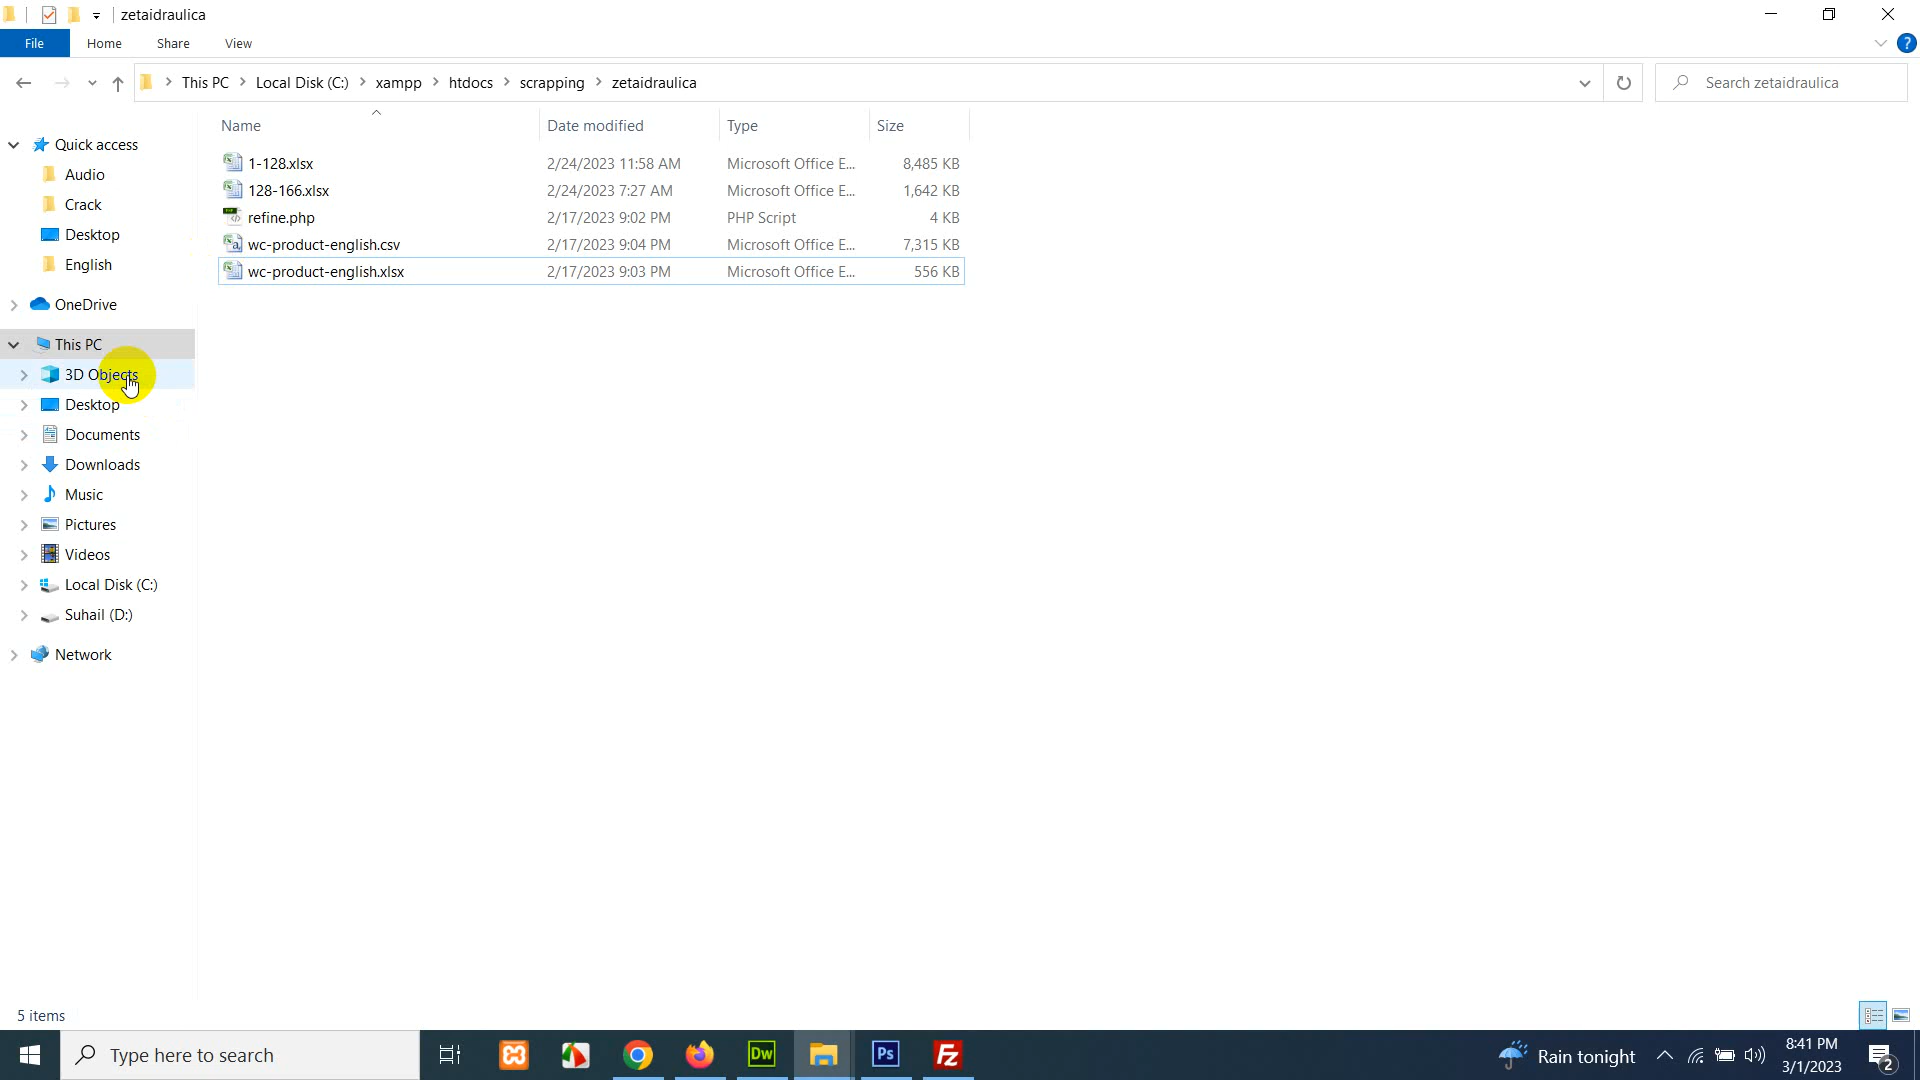 zetaidraulica
File Home Share View
?
This PC Local Disk (C:) xampp htdocs scrapping zetaidraulica
Search zetaidraulica
Quick access
Audio
Crack
Desktop
English
OneDrive
This PC
3D Objects
Desktop
Documents
Downloads
Music
Pictures
Videos
Local Disk (C:)
Suhail (D:)
Network
Name Date modified Type Size
1-128.xlsx 2/24/2023 11:58 AM Microsoft Office E... 8,485 KB
128-166.xlsx 2/24/2023 7:27 AM Microsoft Office E... 1,642 KB
refine.php 2/17/2023 9:02 PM PHP Script 4 KB
wc-product-english.csv 2/17/2023 9:04 PM Microsoft Office E... 7,315 KB
wc-product-english.xlsx 2/17/2023 9:03 PM Microsoft Office E... 556 KB
5 items
Type here to search
Dw
Ps
Fz
Rain tonight
8:41 PM
3/1/2023
2